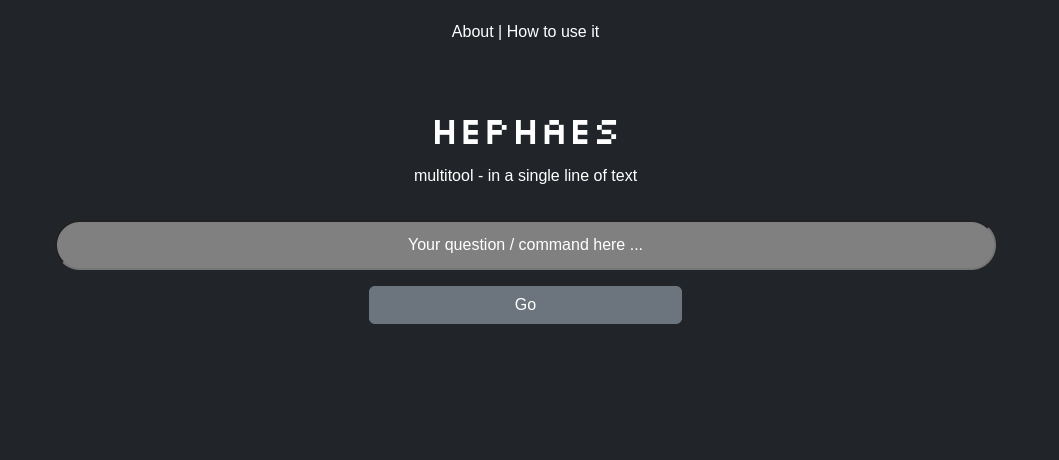 About | How to use it
HEPHAES
multitool - in a single line of text
Your question / command here ...
Go